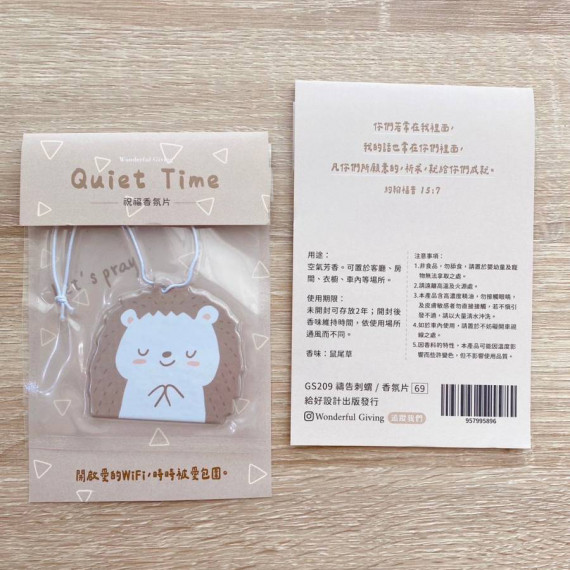 Wonderful Giving
Quiet Time
祝福香氛片
Let's pray
開啟愛的WiFi，時時被愛包圍。
你們若常在我裡面，
我的話也常在你們裡面，
凡你們所願意的，祈求，就給你們成就。
約翰福音 15:7
用途：
空氣芳香。可置於客廳、房
間、衣櫥、車內等場所。
使用期限：
未開封可存放2年；開封後
香味維持時間，依使用場所
通風而不同。
香味：鼠尾草
注意事項：
1.非食品，勿舔食，請置於嬰幼童及寵
物無法拿取之處。
2.請遠離高溫及火源處。
3.本產品含高濃度精油，勿接觸眼睛，
及皮膚敏感者勿直接接觸，若不慎引
發不適，請以大量清水沖洗。
4.如於車內使用，請置於不妨礙開車視
線之處。
5.因香料的特性，本產品可能因溫度影
響而些許變色，但不影響使用品質。
GS209 禱告刺蝟 / 香氛片 69
給好設計出版發行
Wonderful Giving 追蹤我們
957995896